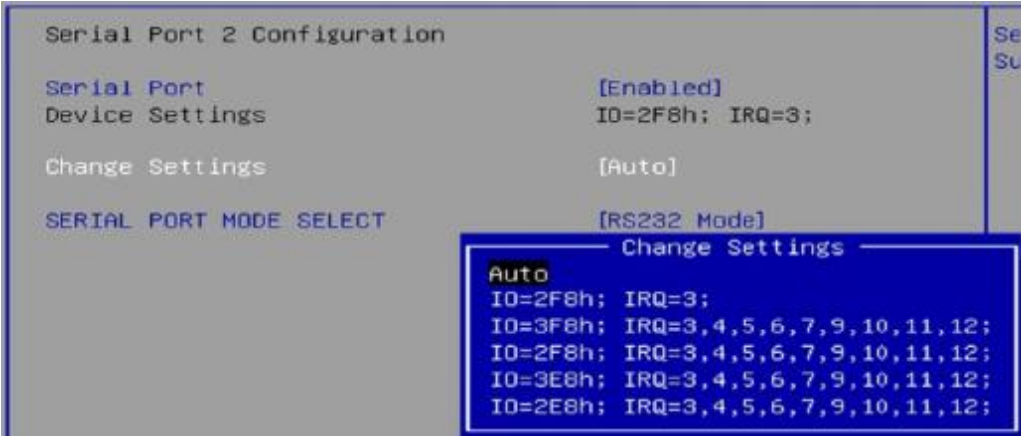 Serial Port 2 Configuration
Serial Port [Enabled]
Device Settings IO=2F8h; IRQ=3;
Change Settings [Auto]
SERIAL PORT MODE SELECT [RS232 Mode]
Se
Su
Change Settings
Auto
IO=2F8h; IRQ=3;
IO=3F8h; IRQ=3,4,5,6,7,9,10,11,12;
IO=2F8h; IRQ=3,4,5,6,7,9,10,11,12;
IO=3E8h; IRQ=3,4,5,6,7,9,10,11,12;
IO=2E8h; IRQ=3,4,5,6,7,9,10,11,12;